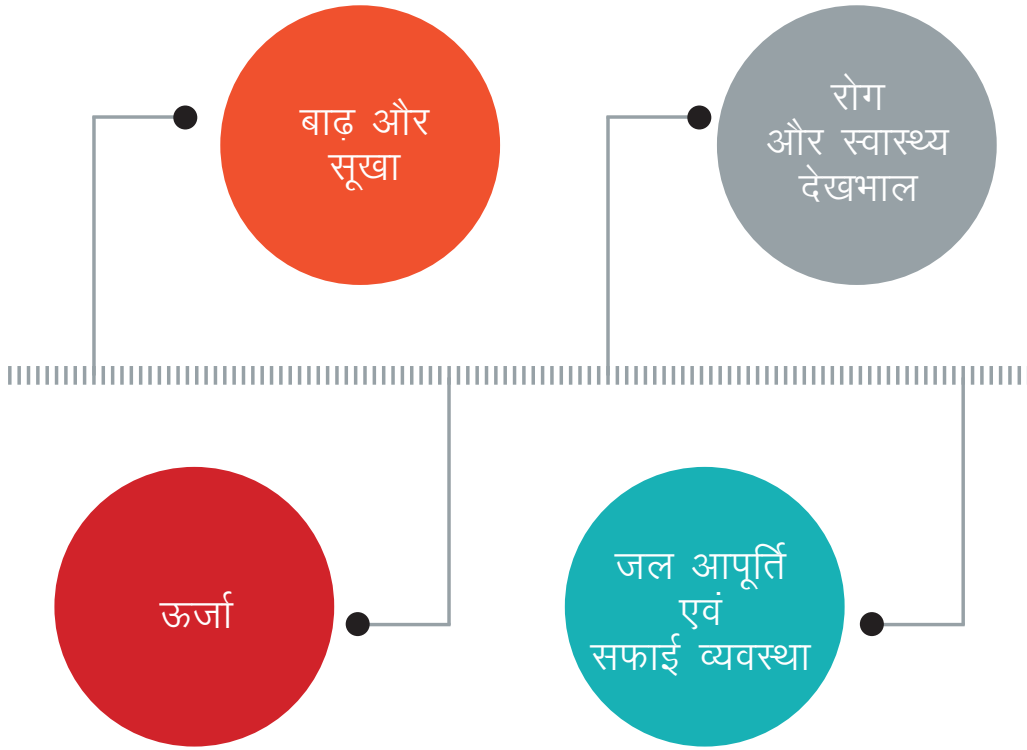 बाढ़ और
सूखा
रोग
और स्वास्थ्य
देखभाल
ऊर्जा
जल आपूर्ति
एवं
सफाई व्यवस्था